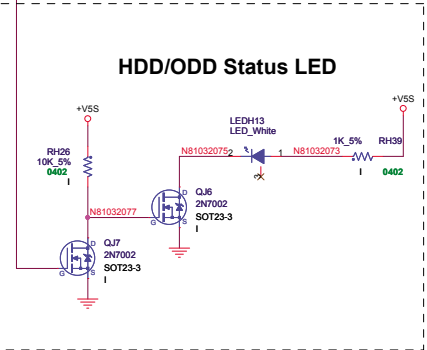 HDD/ODD Status LED
+V5S
+V5S
LEDH13
LED_White
RH26
10K_5%
0402
I
N81032075
2
1
N81032073
1K_5%
RH39
I
0402
3
N81032077
D
G
S
QJ6
2N7002
SOT23-3
I
D
G
S
QJ7
2N7002
SOT23-3
I